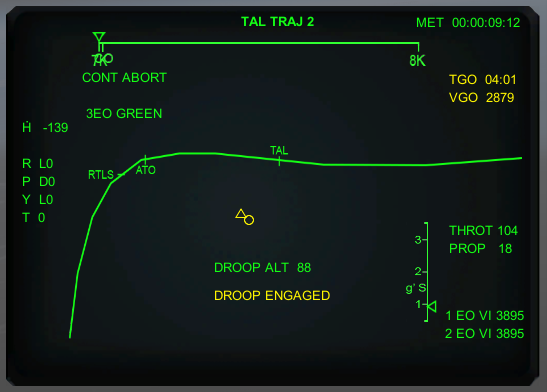 TAL TRAJ 2
MET 00:00:09:12
8K
CONT ABORT
TGO 04:01
VGO 2879
3EO GREEN
Ḣ -139
TAL
RTLS
ATO
R L0
P D0
Y L0
T 0
THROT 104
PROP 18
3
2
g'S
1
DROOP ALT 88
DROOP ENGAGED
1 EO VI 3895
2 EO VI 3895